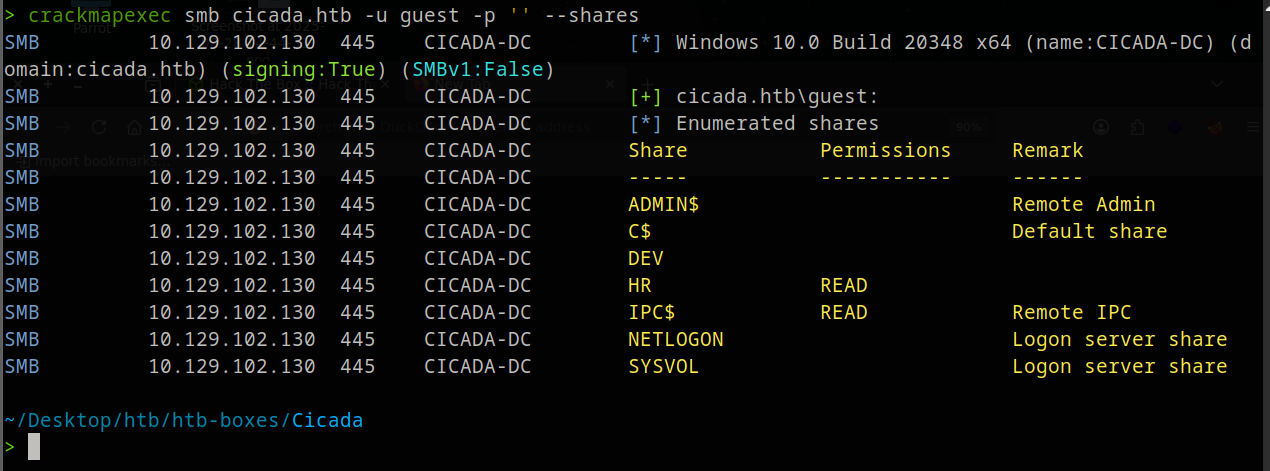 > crackmapexec smb cicada.htb -u guest -p '' --shares
SMB         10.129.102.130  445    CICADA-DC        [*] Windows 10.0 Build 20348 x64 (name:CICADA-DC) (d
omain:cicada.htb) (signing:True) (SMBv1:False)
SMB         10.129.102.130  445    CICADA-DC        [+] cicada.htb\guest:
SMB         10.129.102.130  445    CICADA-DC        [*] Enumerated shares
SMB         10.129.102.130  445    CICADA-DC        Share           Permissions     Remark
SMB         10.129.102.130  445    CICADA-DC        -----           -----------     ------
SMB         10.129.102.130  445    CICADA-DC        ADMIN$                          Remote Admin
SMB         10.129.102.130  445    CICADA-DC        C$                              Default share
SMB         10.129.102.130  445    CICADA-DC        DEV
SMB         10.129.102.130  445    CICADA-DC        HR              READ
SMB         10.129.102.130  445    CICADA-DC        IPC$            READ            Remote IPC
SMB         10.129.102.130  445    CICADA-DC        NETLOGON                        Logon server share
SMB         10.129.102.130  445    CICADA-DC        SYSVOL                          Logon server share
~/Desktop/htb/htb-boxes/Cicada
>
Parrot
90%
Import bookmarks...